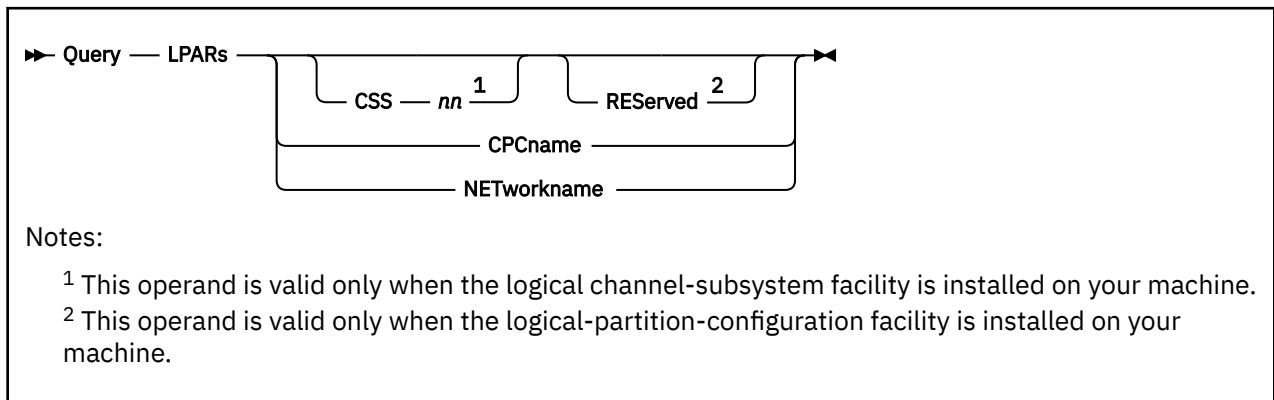 Query LPARs
CSS nn 1 REServed 2
CPCname
NETworkname
Notes:
1 This operand is valid only when the logical channel-subsystem facility is installed on your machine.
2 This operand is valid only when the logical-partition-configuration facility is installed on your
machine.